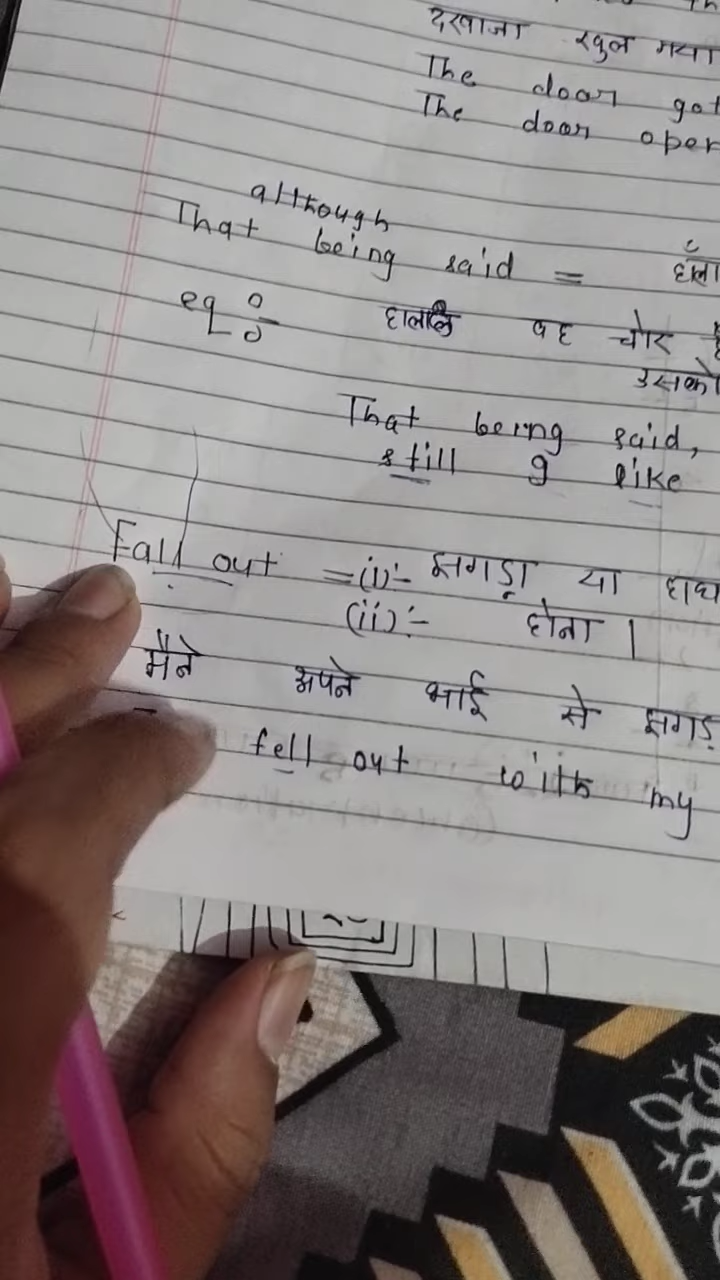 दरवाजा खुल गया
The door got
The door open
although
That being said = हाला
eg :- हालांकि वह चोर है
उसको
That being said,
still I like
Fall out = (i):- झगड़ा या हाथ
(ii):- होना |
मैने अपने भाई से झगड़
fell out with my